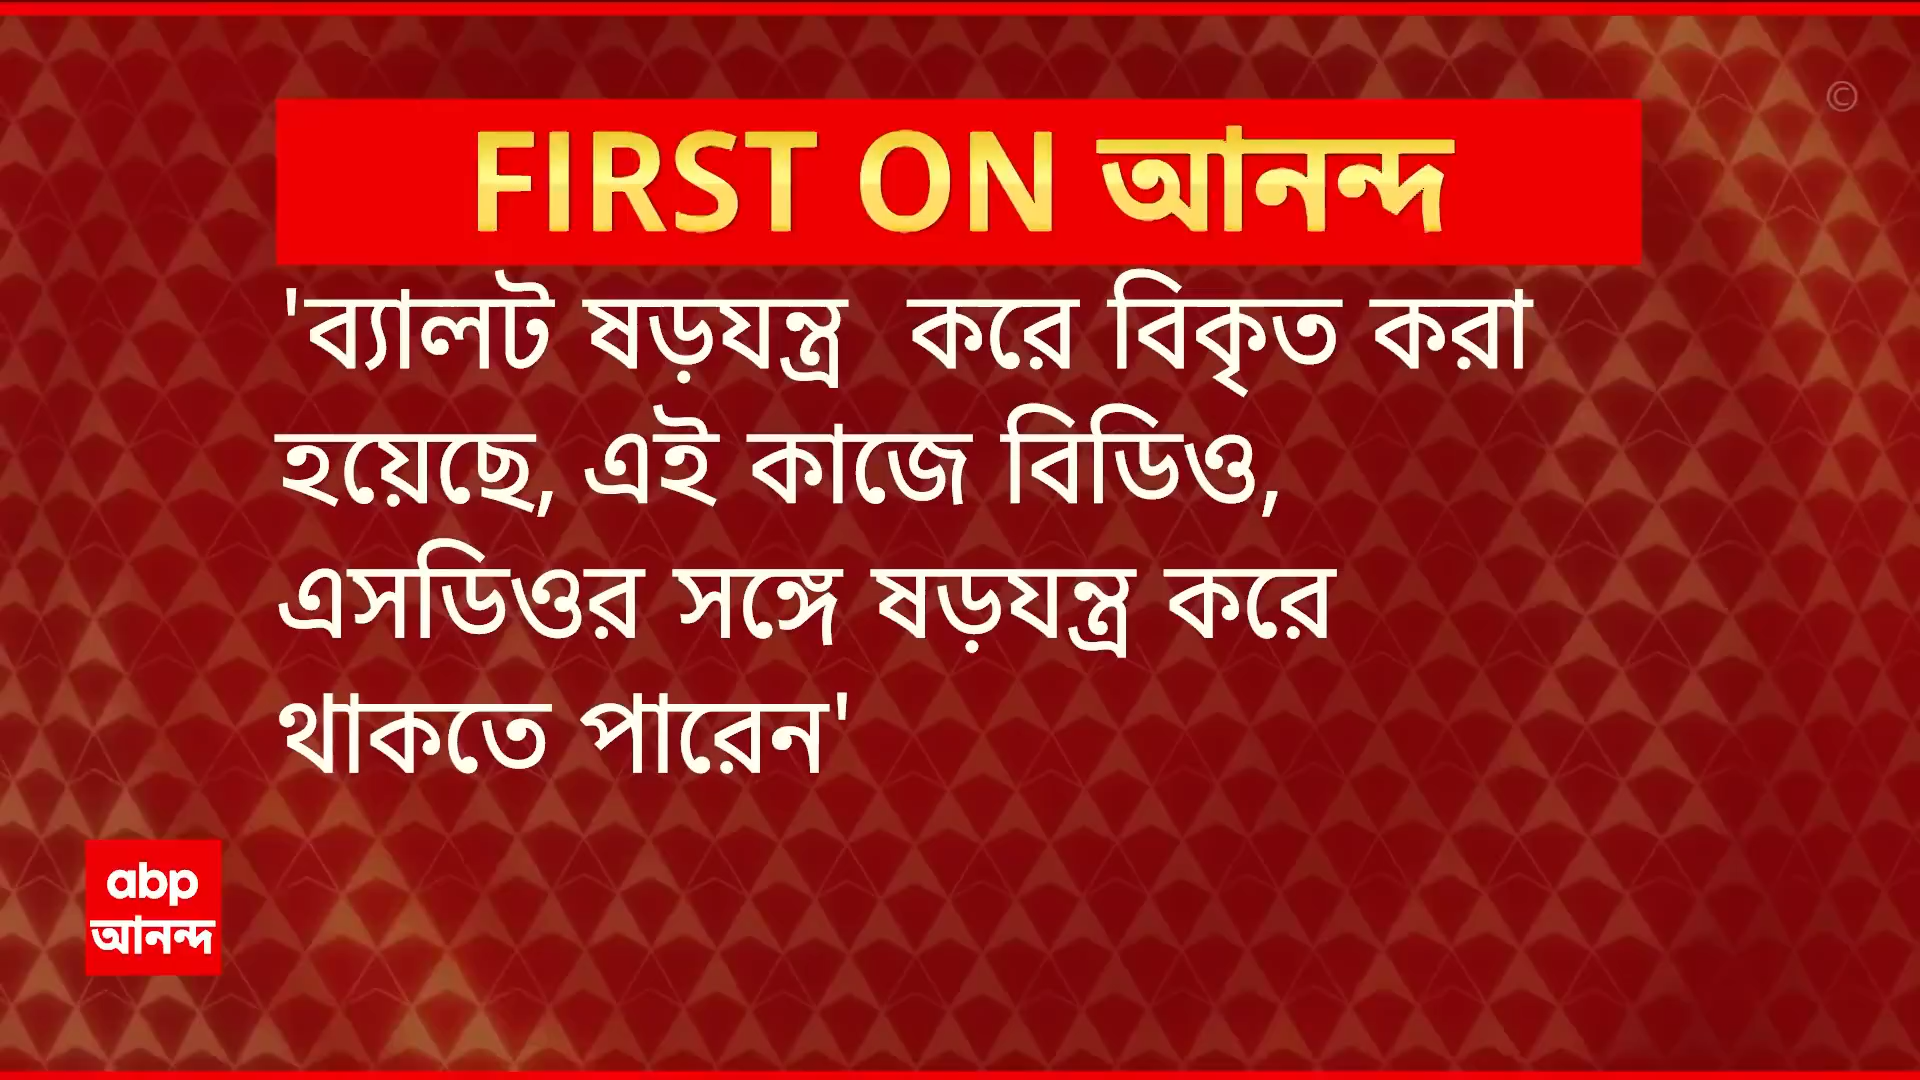 ©
FIRST ON আনন্দ
'ব্যালট ষড়যন্ত্র করে বিকৃত করা
হয়েছে, এই কাজে বিডিও,
এসডিওর সঙ্গে ষড়যন্ত্র করে
থাকতে পারেন'
abp
আনন্দ